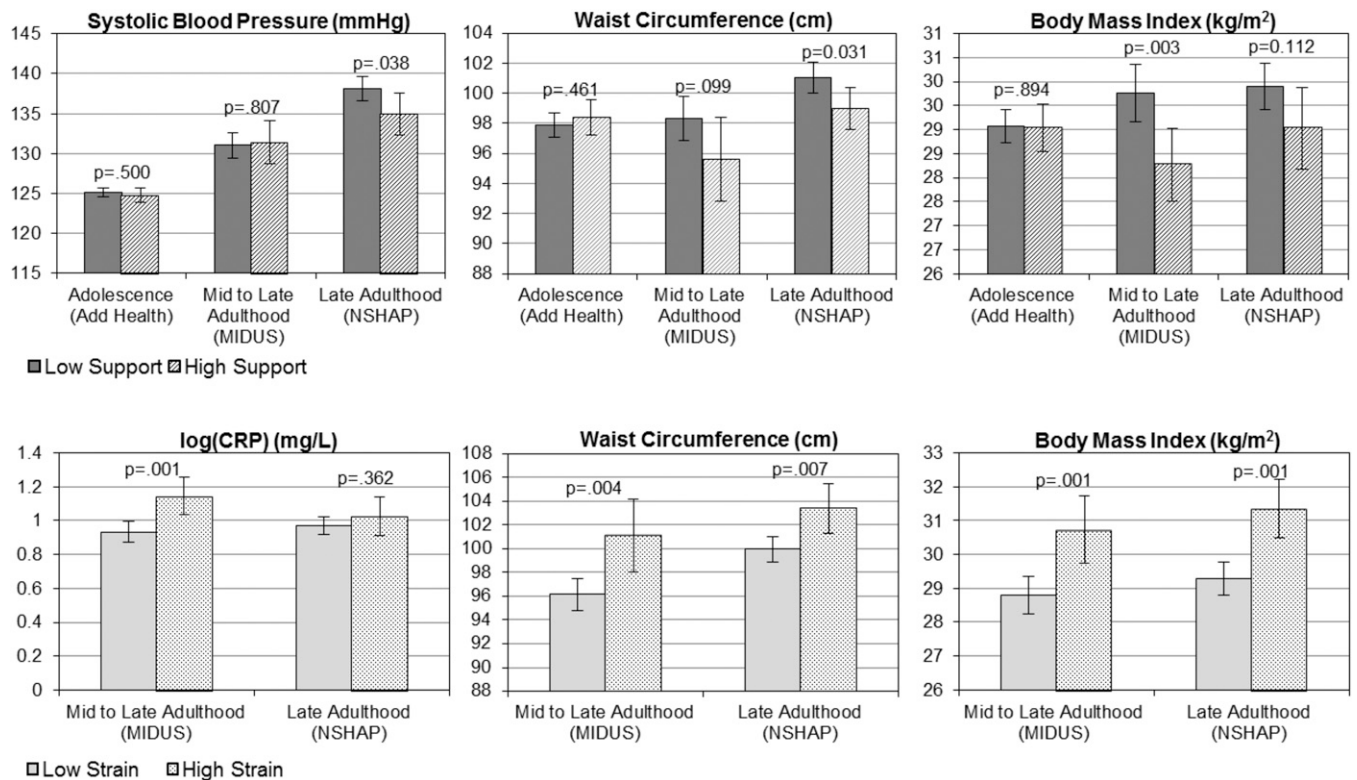 Systolic Blood Pressure (mmHg)
145
140
135
130
125
120
115
p=.500
p=.807
p=.038
Adolescence
(Add Health)
Mid to Late
Adulthood
(MIDUS)
Late Adulthood
(NSHAP)
Waist Circumference (cm)
104
102
100
98
96
94
92
90
88
p=.461
p=.099
p=0.031
Adolescence
(Add Health)
Mid to Late
Adulthood
(MIDUS)
Late Adulthood
(NSHAP)
Body Mass Index (kg/m²)
31
31
30
30
29
29
28
28
27
27
26
26
p=.894
p=.003
p=0.112
Adolescence
(Add Health)
Mid to Late
Adulthood
(MIDUS)
Late Adulthood
(NSHAP)
Low Support High Support
log(CRP) (mg/L)
1.4
1.2
1
0.8
0.6
0.4
0.2
0
p=.001
p=.362
Mid to Late Adulthood
(MIDUS)
Late Adulthood
(NSHAP)
Waist Circumference (cm)
108
106
104
102
100
98
96
94
92
90
88
p=.004
p=.007
Mid to Late Adulthood
(MIDUS)
Late Adulthood
(NSHAP)
Body Mass Index (kg/m²)
33
32
31
30
29
28
27
26
p=.001
p=.001
Mid to Late Adulthood
(MIDUS)
Late Adulthood
(NSHAP)
Low Strain High Strain